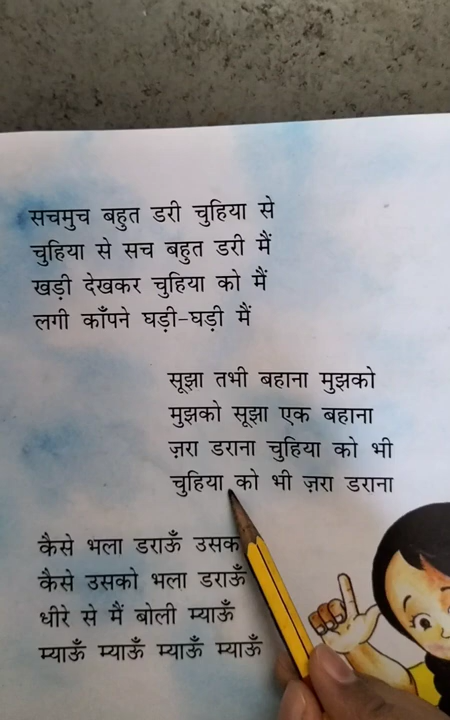 सचमुच बहुत डरी चुहिया से
चुहिया से सच बहुत डरी मैं
खड़ी देखकर चुहिया को मैं
लगी काँपने घड़ी-घड़ी मैं
सूझा तभी बहाना मुझको
मुझको सूझा एक बहाना
ज़रा डराना चुहिया को भी
चुहिया को भी ज़रा डराना
कैसे भला डराऊँ
कैसे उसको भला डराऊँ
धीरे से मैं बोली म्याऊँ
म्याऊँ म्याऊँ म्याऊँ म्याऊँ